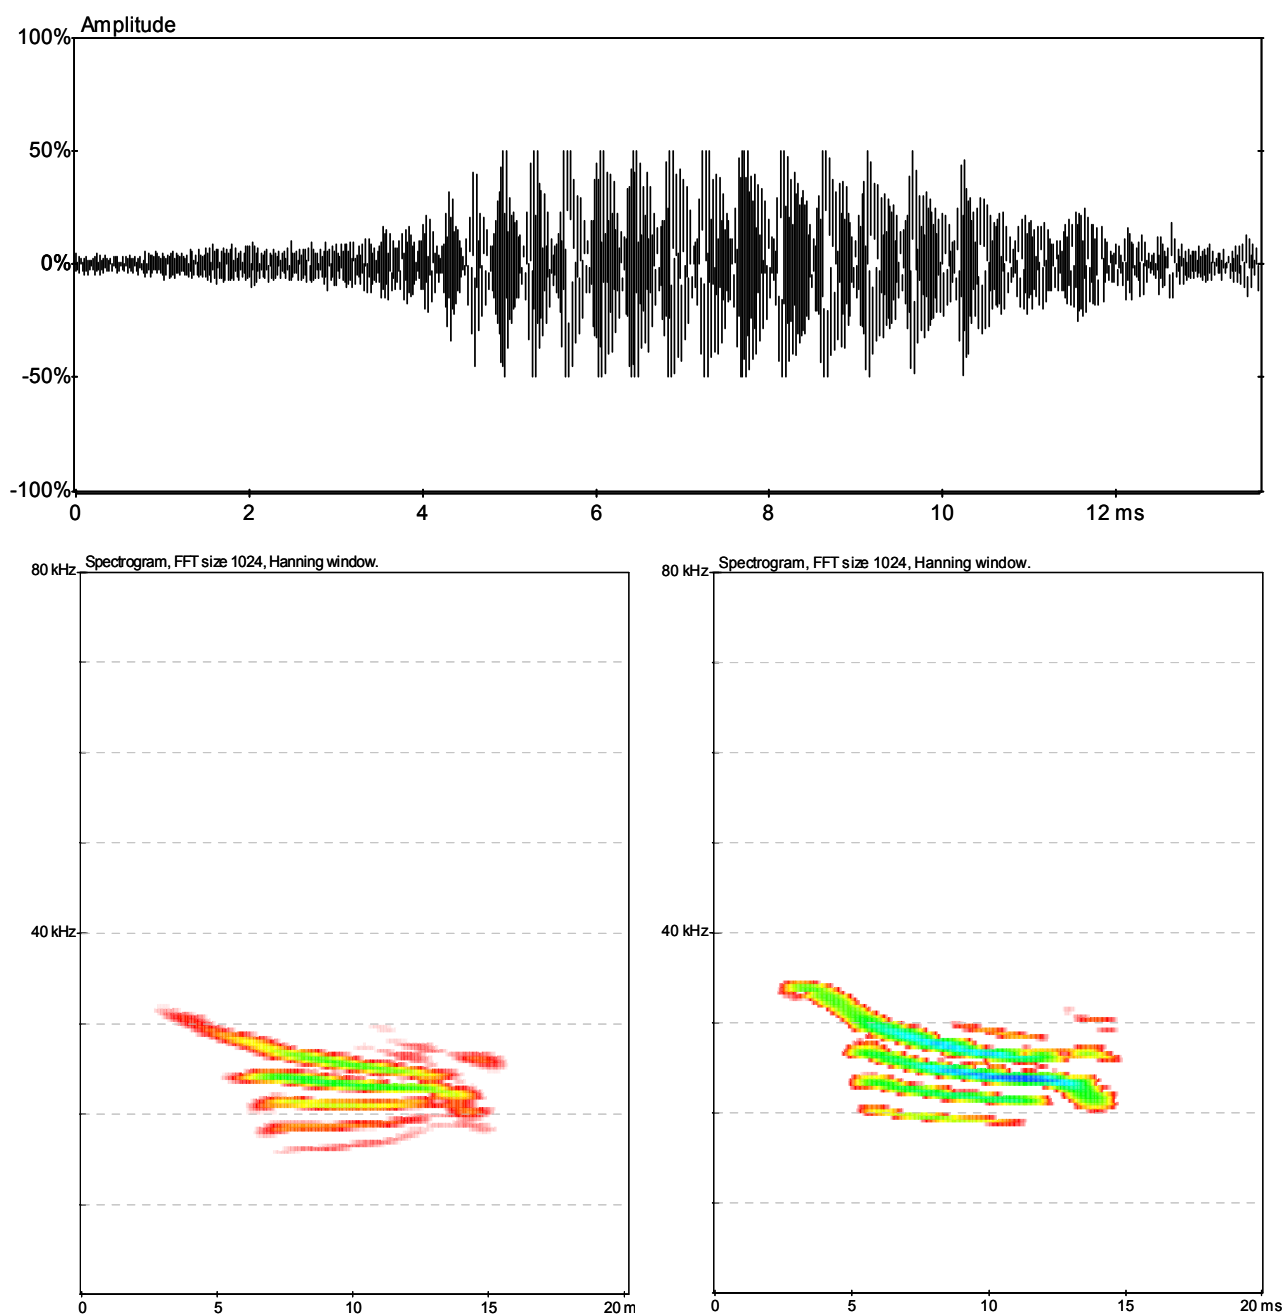 Amplitude
100%
50%
0%
-50%
-100%
0 2 4 6 8 10 12 ms
Spectrogram, FFT size 1024, Hanning window.
80 kHz
40 kHz
0 5 10 15 20 m
Spectrogram, FFT size 1024, Hanning window.
80 kHz
40 kHz
0 5 10 15 20 ms